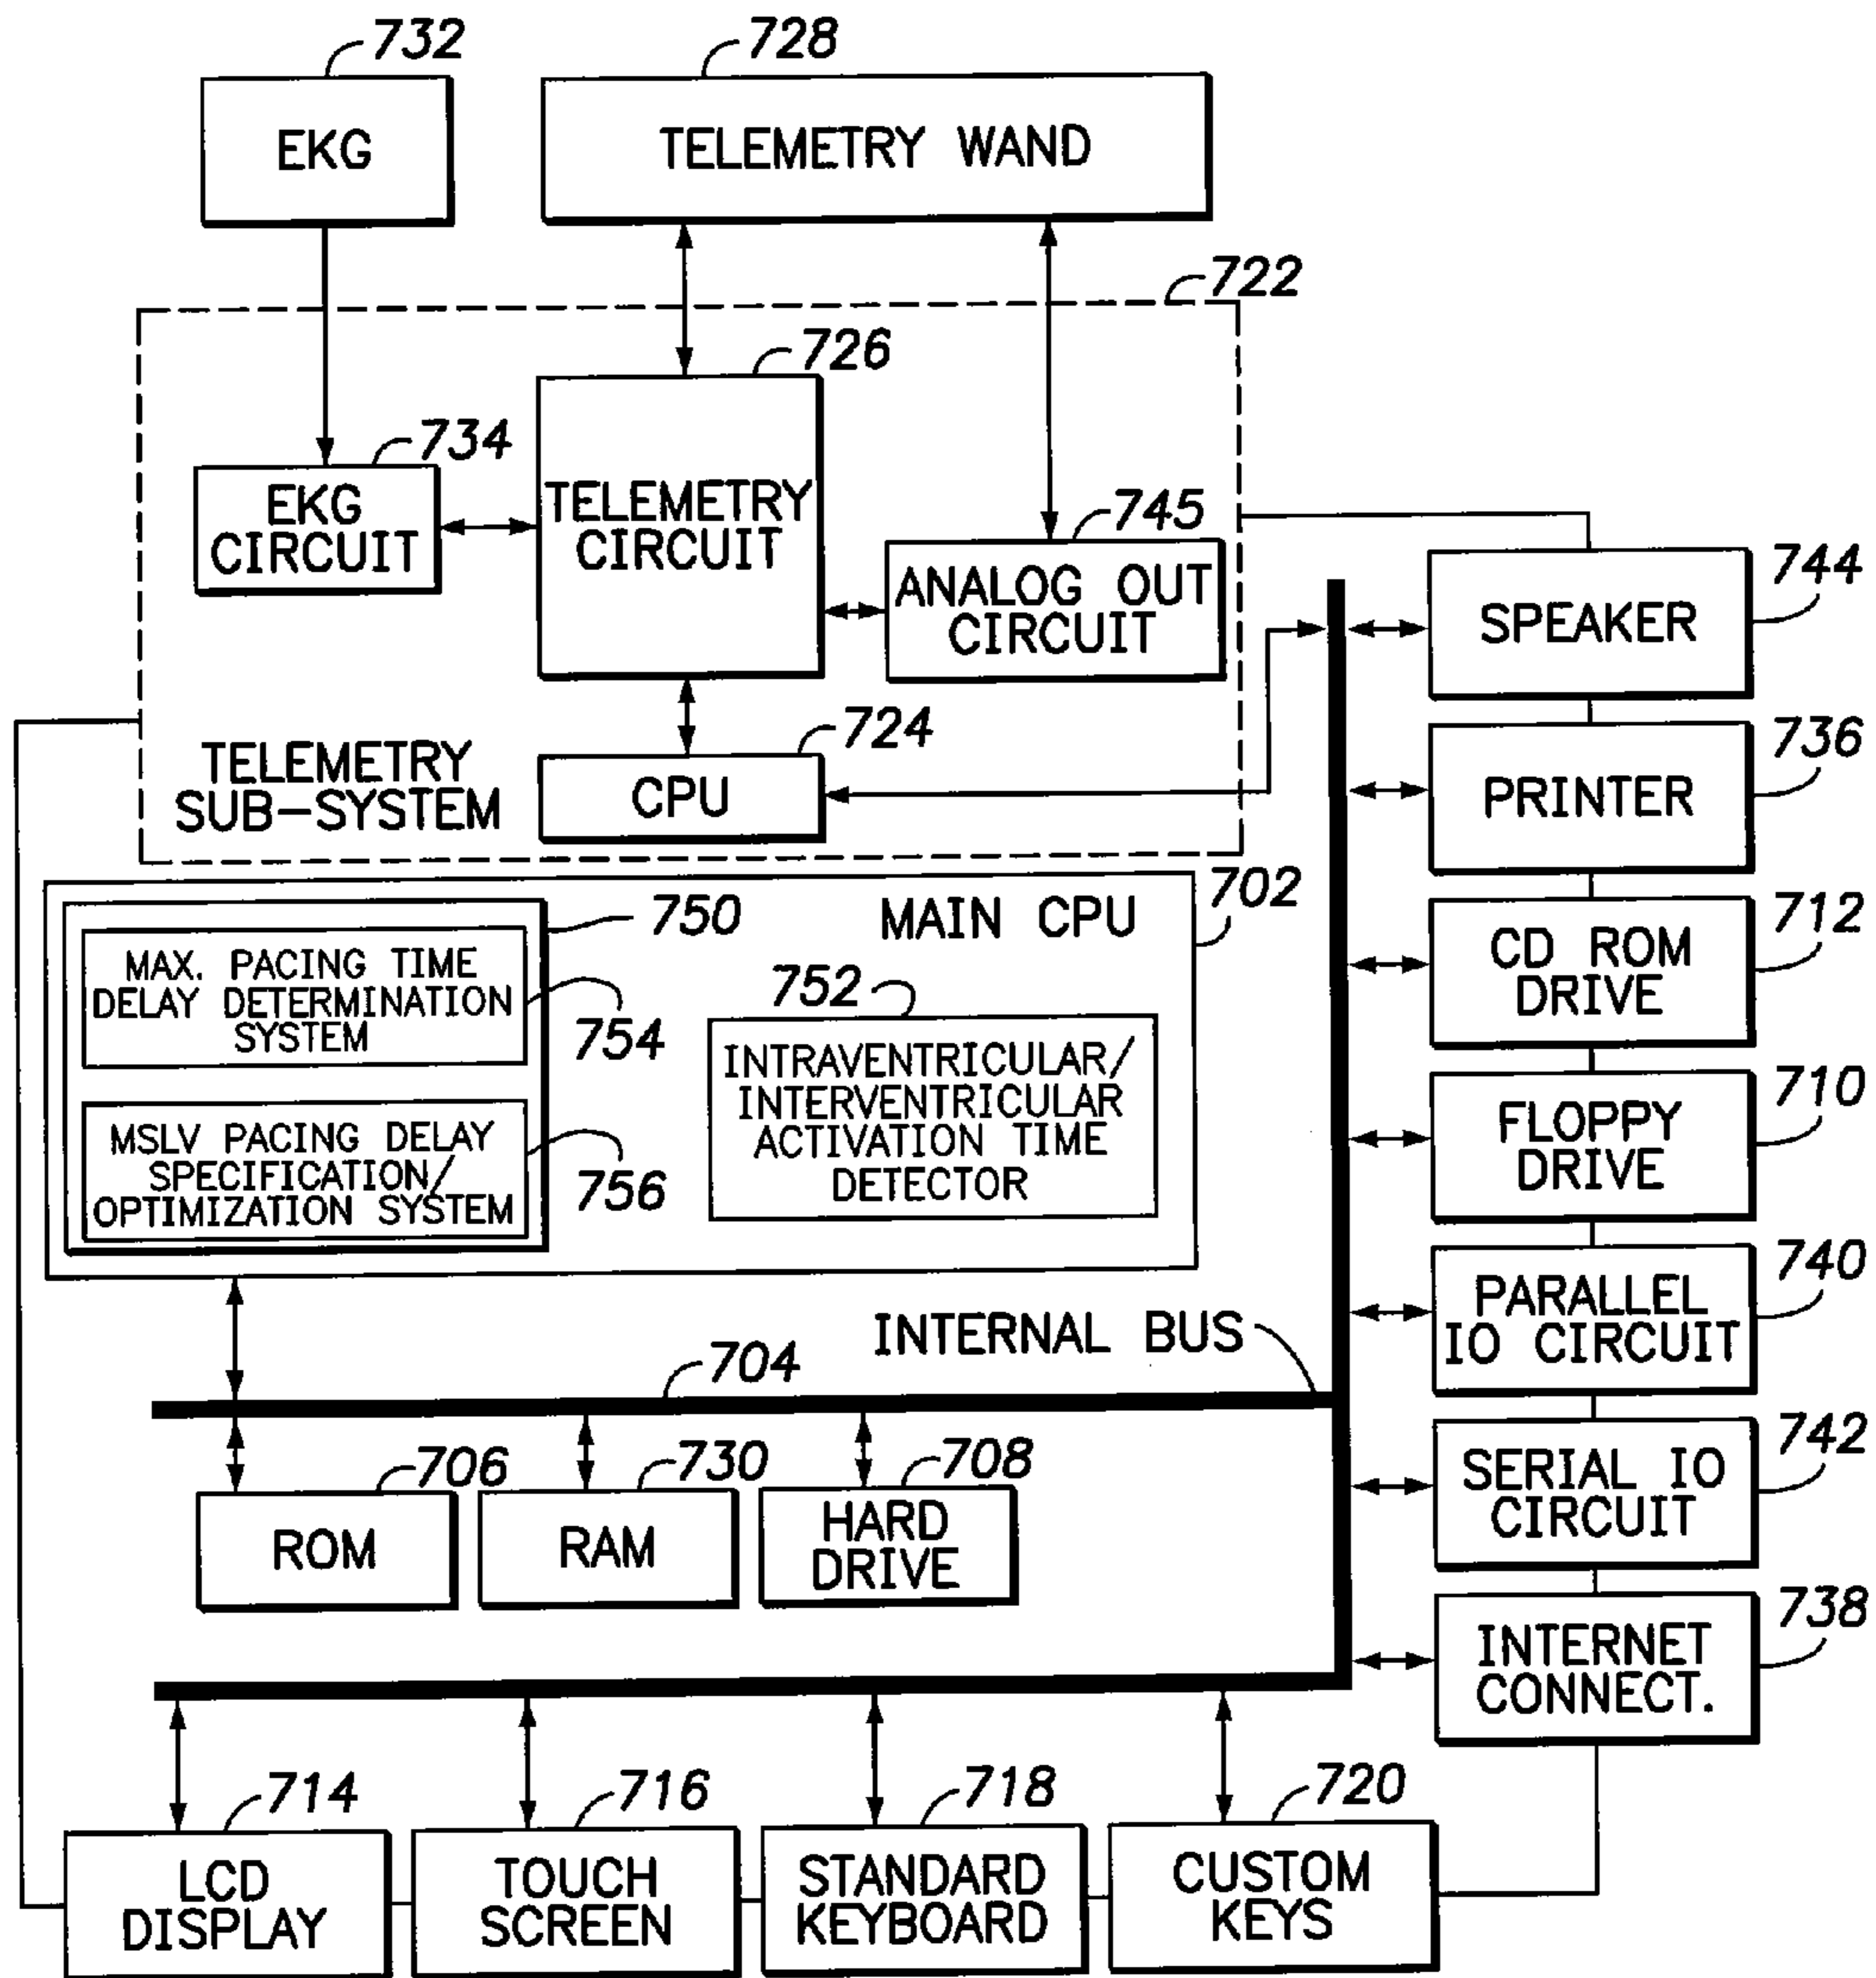 732
728
EKG
TELEMETRY WAND
722
726
734
EKG
CIRCUIT
TELEMETRY
CIRCUIT
745
ANALOG OUT
CIRCUIT
744
SPEAKER
724
CPU
TELEMETRY
SUB-SYSTEM
736
PRINTER
702
MAIN CPU
750
MAX. PACING TIME
DELAY DETERMINATION
SYSTEM
754
752
INTRAVENTRICULAR/
INTERVENTRICULAR
ACTIVATION TIME
DETECTOR
MSLV PACING DELAY
SPECIFICATION/
OPTIMIZATION SYSTEM
756
712
CD ROM
DRIVE
710
FLOPPY
DRIVE
740
PARALLEL
IO CIRCUIT
INTERNAL BUS
704
706
ROM
730
RAM
708
HARD
DRIVE
742
SERIAL IO
CIRCUIT
738
INTERNET
CONNECT.
714
LCD
DISPLAY
716
TOUCH
SCREEN
718
STANDARD
KEYBOARD
720
CUSTOM
KEYS